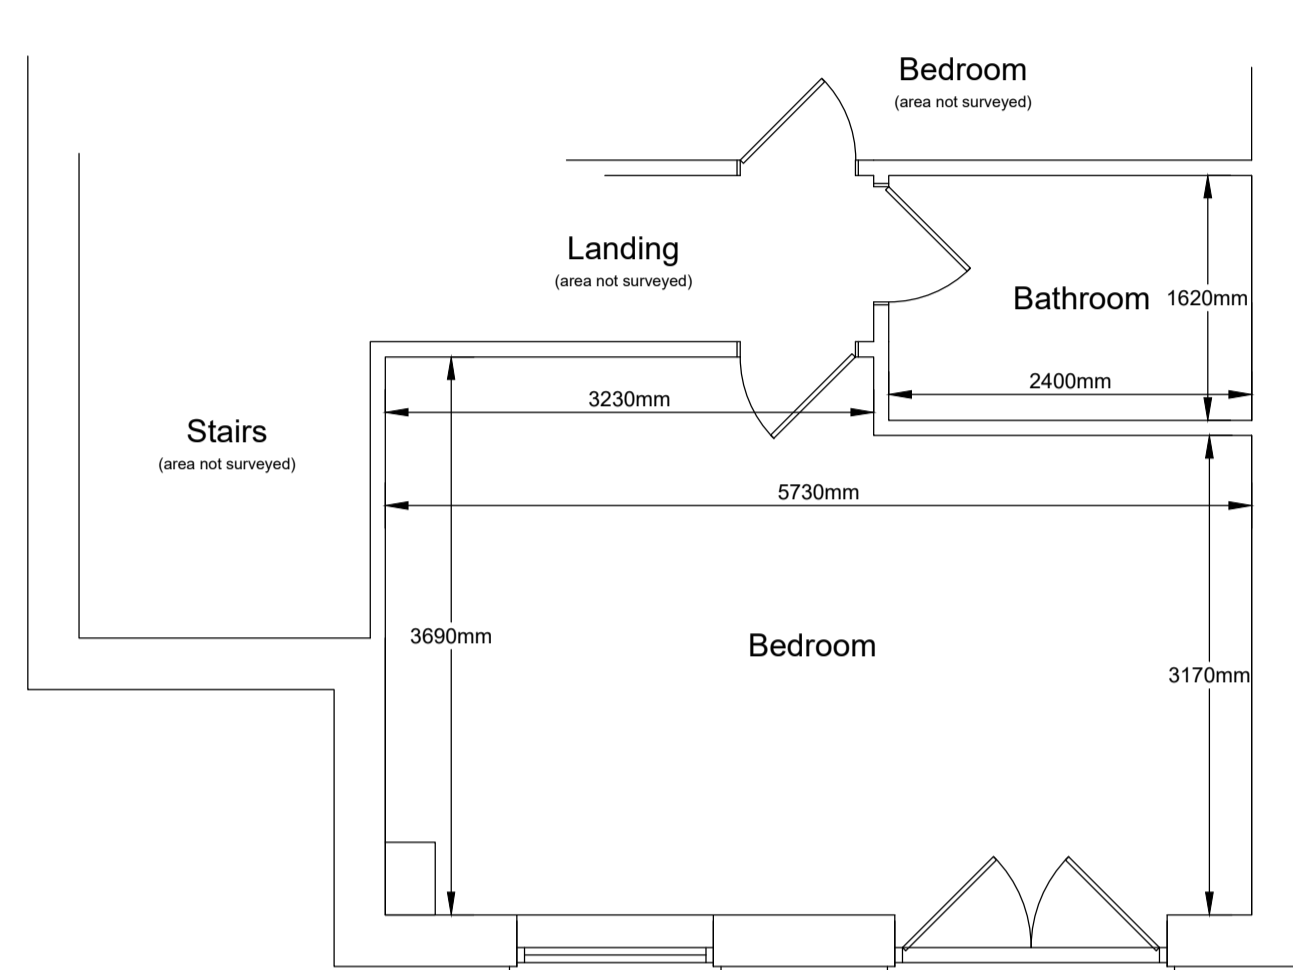 Bedroom
(area not surveyed)
Landing
(area not surveyed)
Bathroom
1620mm
2400mm
3230mm
Stairs
(area not surveyed)
5730mm
3690mm
Bedroom
3170mm